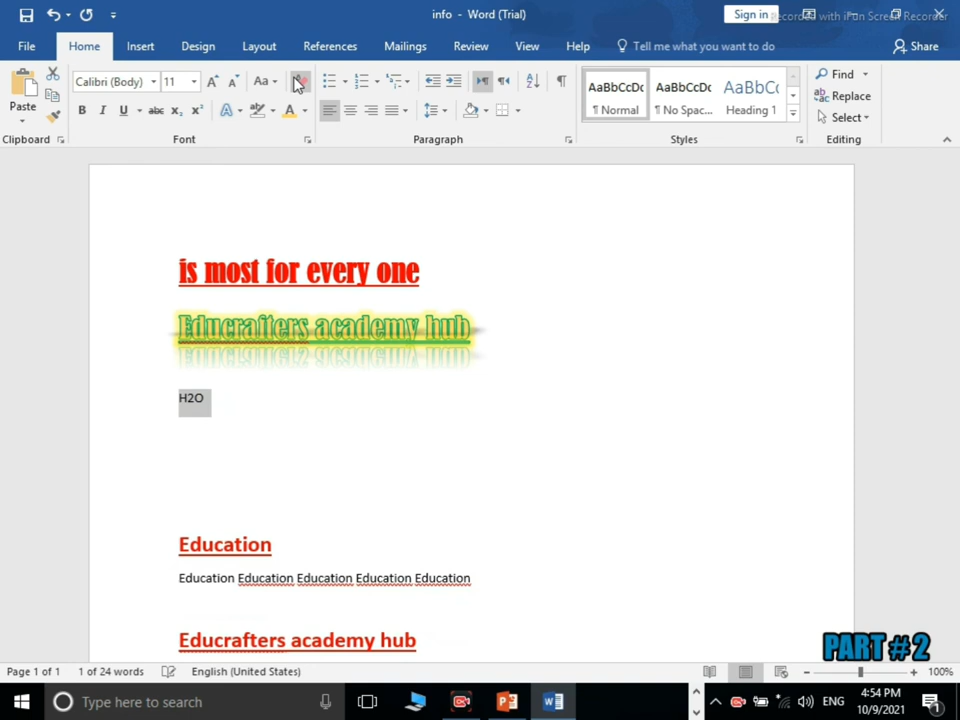 info - Word (Trial)
Sign in
Recorded with iFun Screen Recorder
File Home Insert Design Layout References Mailings Review View Help Tell me what you want to do Share
Paste
Calibri (Body) 11
Aa
AaBbCcDc AaBbCcDc AaBbCc
¶ Normal ¶ No Spac... Heading 1
Find
Replace
Select
Clipboard Font Paragraph Styles Editing
is most for every one
Educrafters academy hub
H2O
Education
Education Education Education Education Education
Educrafters academy hub
PART # 2
Page 1 of 1 1 of 24 words English (United States) 100%
Type here to search
ENG
4:54 PM
10/9/2021